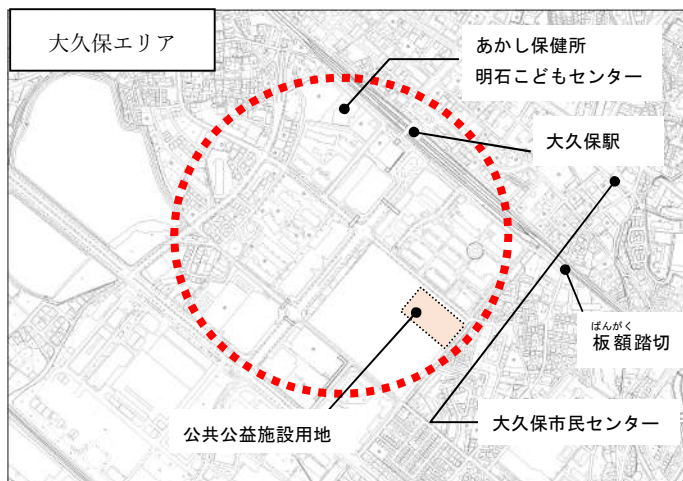 大久保エリア
あかし保健所
明石こどもセンター
大久保駅
ばんがく
板額踏切
大久保市民センター
公共公益施設用地